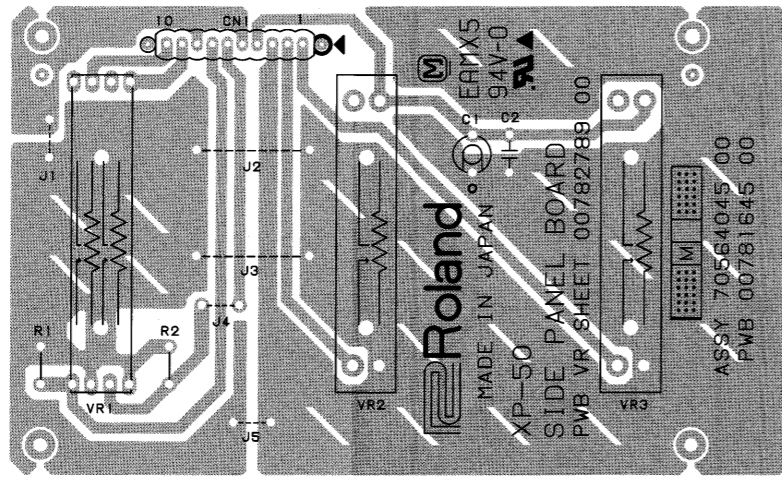 10 CN1 1
J1
J2
J3
J4
J5
R1
R2
VR1
VR2
VR3
C1
C2
M
EAMX5
94V-0
Roland
MADE IN JAPAN
XP-50
SIDE PANEL BOARD
PWB VR SHEET 00782789 00
M
ASSY 70564045 00
PWB 00781645 00